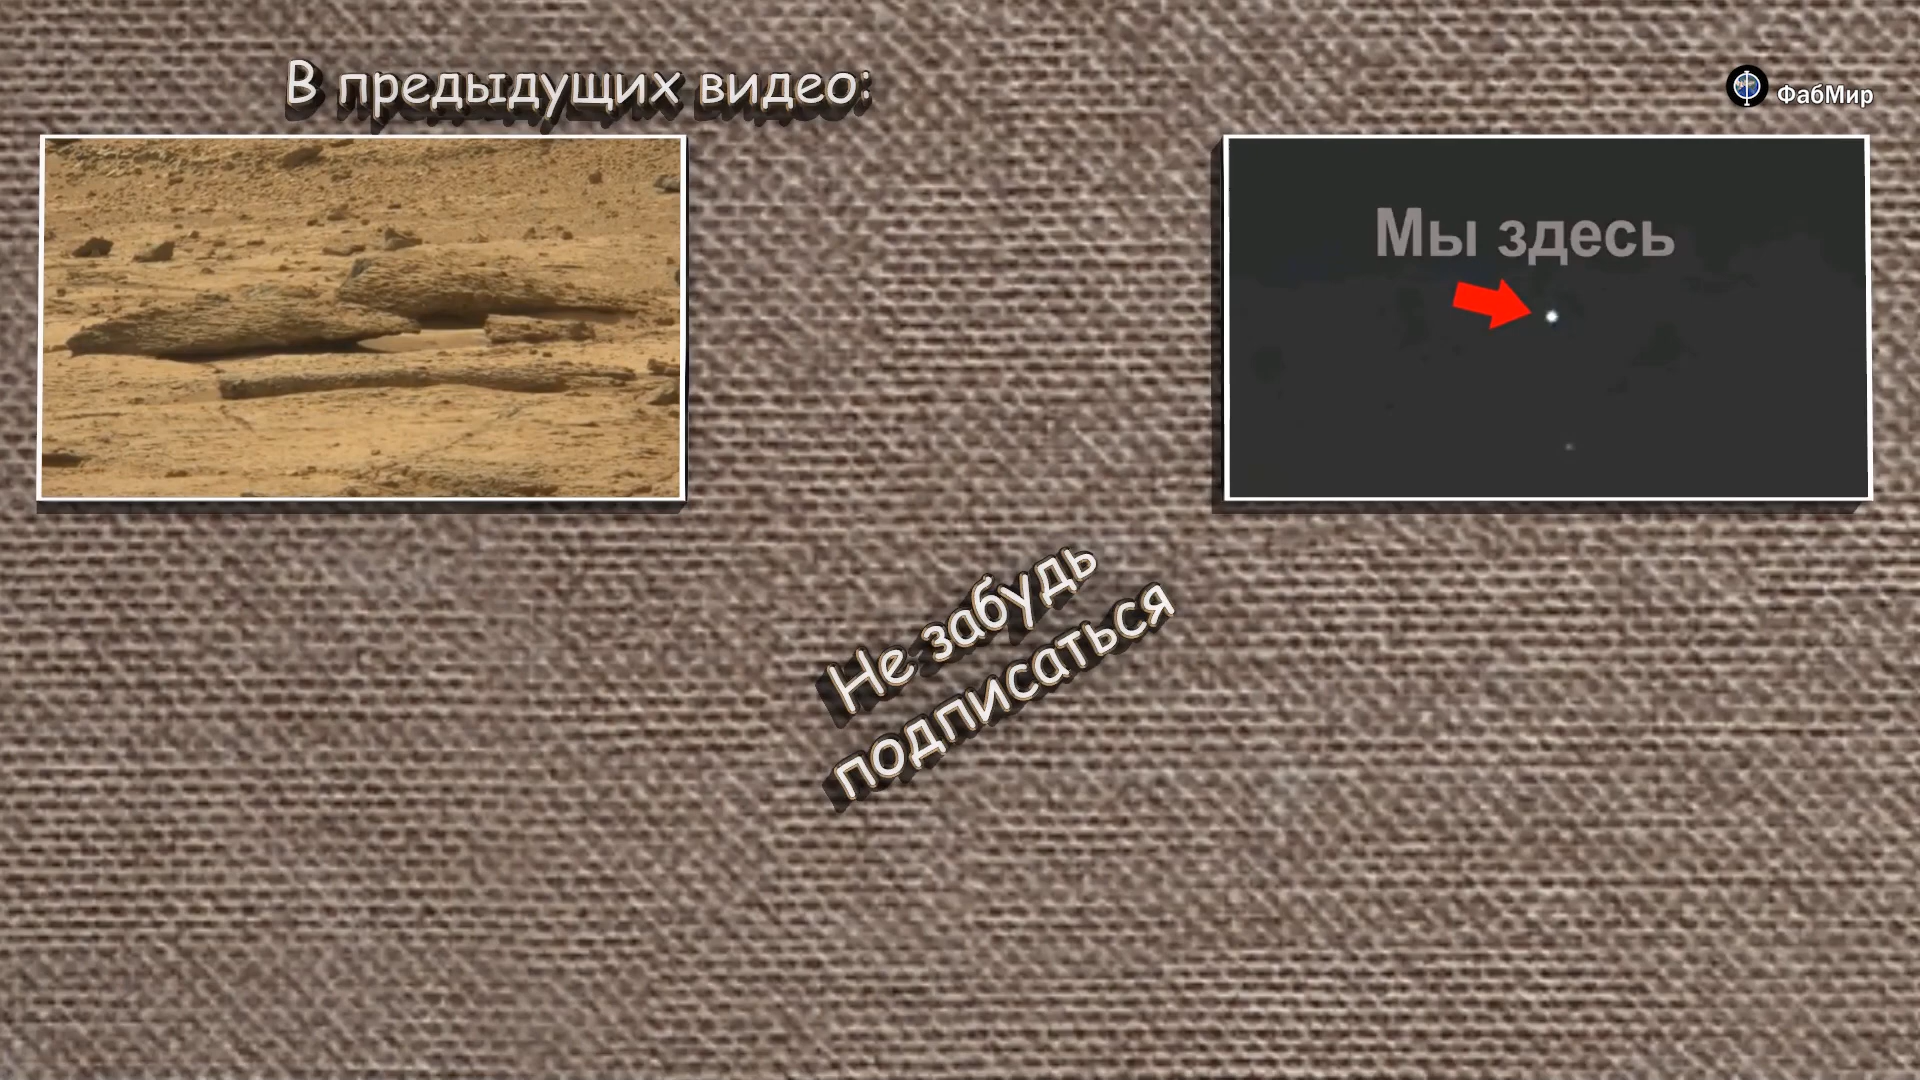 В предыдущих видео:
ФабМир
Мы здесь
Не забудь
подписаться